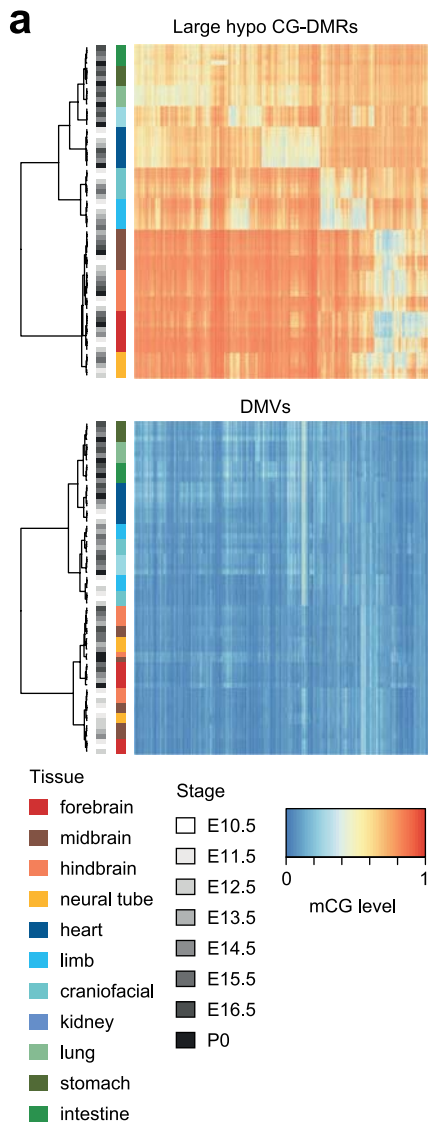 a
Large hypo CG-DMRs
DMVs
Tissue
forebrain
midbrain
hindbrain
neural tube
heart
limb
craniofacial
kidney
lung
stomach
intestine
Stage
E10.5
E11.5
E12.5
E13.5
E14.5
E15.5
E16.5
P0
0 1
mCG level